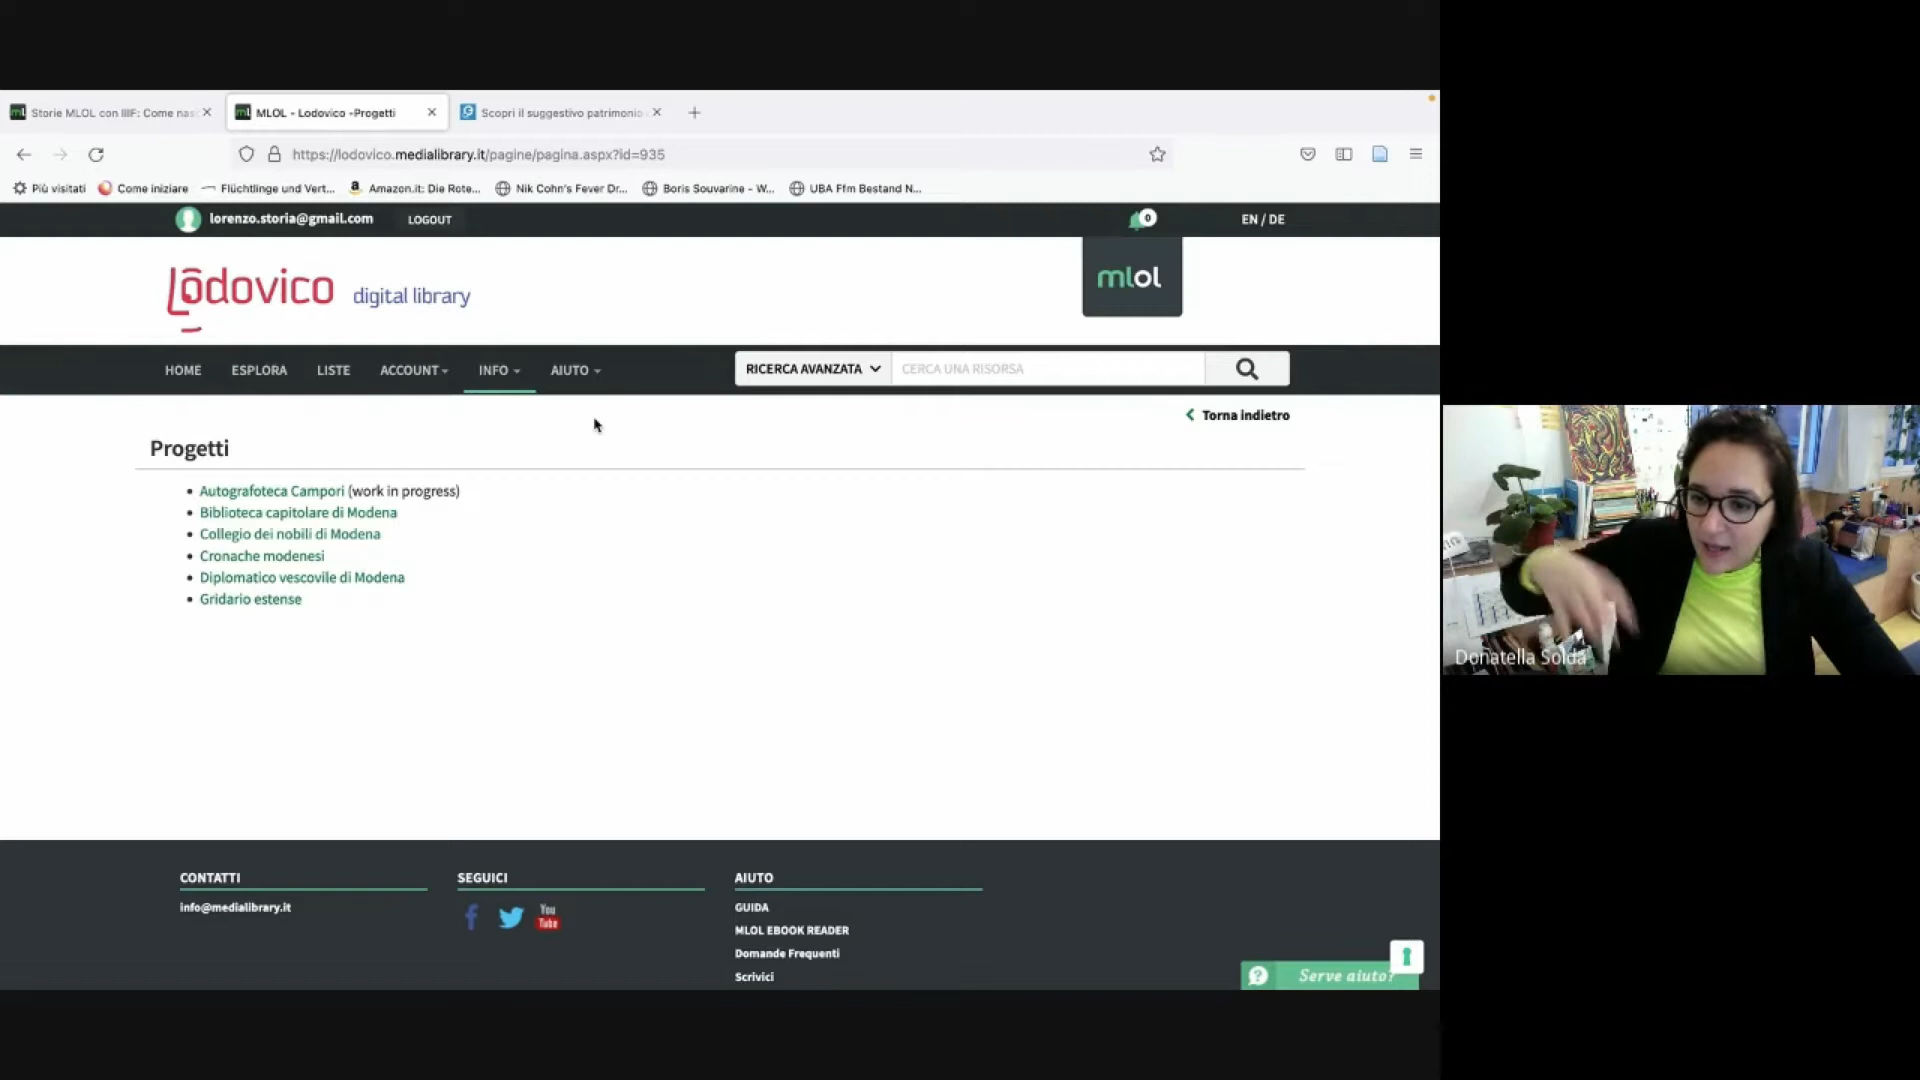 Storie MLOL con IIIF: Come nas
MLOL - Lodovico -Progetti
Scopri il suggestivo patrimonio
https://lodovico.medialibrary.it/pagine/pagina.aspx?id=935
Più visitati
Come iniziare
Flüchtlinge und Vert...
Amazon.it: Die Rote...
Nik Cohn's Fever Dr...
Boris Souvarine - W...
UBA Ffm Bestand N...
lorenzo.storia@gmail.com
LOGOUT
0
EN / DE
Lodovico digital library
mlol
HOME
ESPLORA
LISTE
ACCOUNT
INFO
AIUTO
RICERCA AVANZATA
CERCA UNA RISORSA
Torna indietro
Progetti
Autografoteca Campori (work in progress)
Biblioteca capitolare di Modena
Collegio dei nobili di Modena
Cronache modenesi
Diplomatico vescovile di Modena
Gridario estense
Donatella Solda
CONTATTI
info@medialibrary.it
SEGUICI
You
Tube
AIUTO
GUIDA
MLOL EBOOK READER
Domande Frequenti
Scrivici
Serve aiuto?